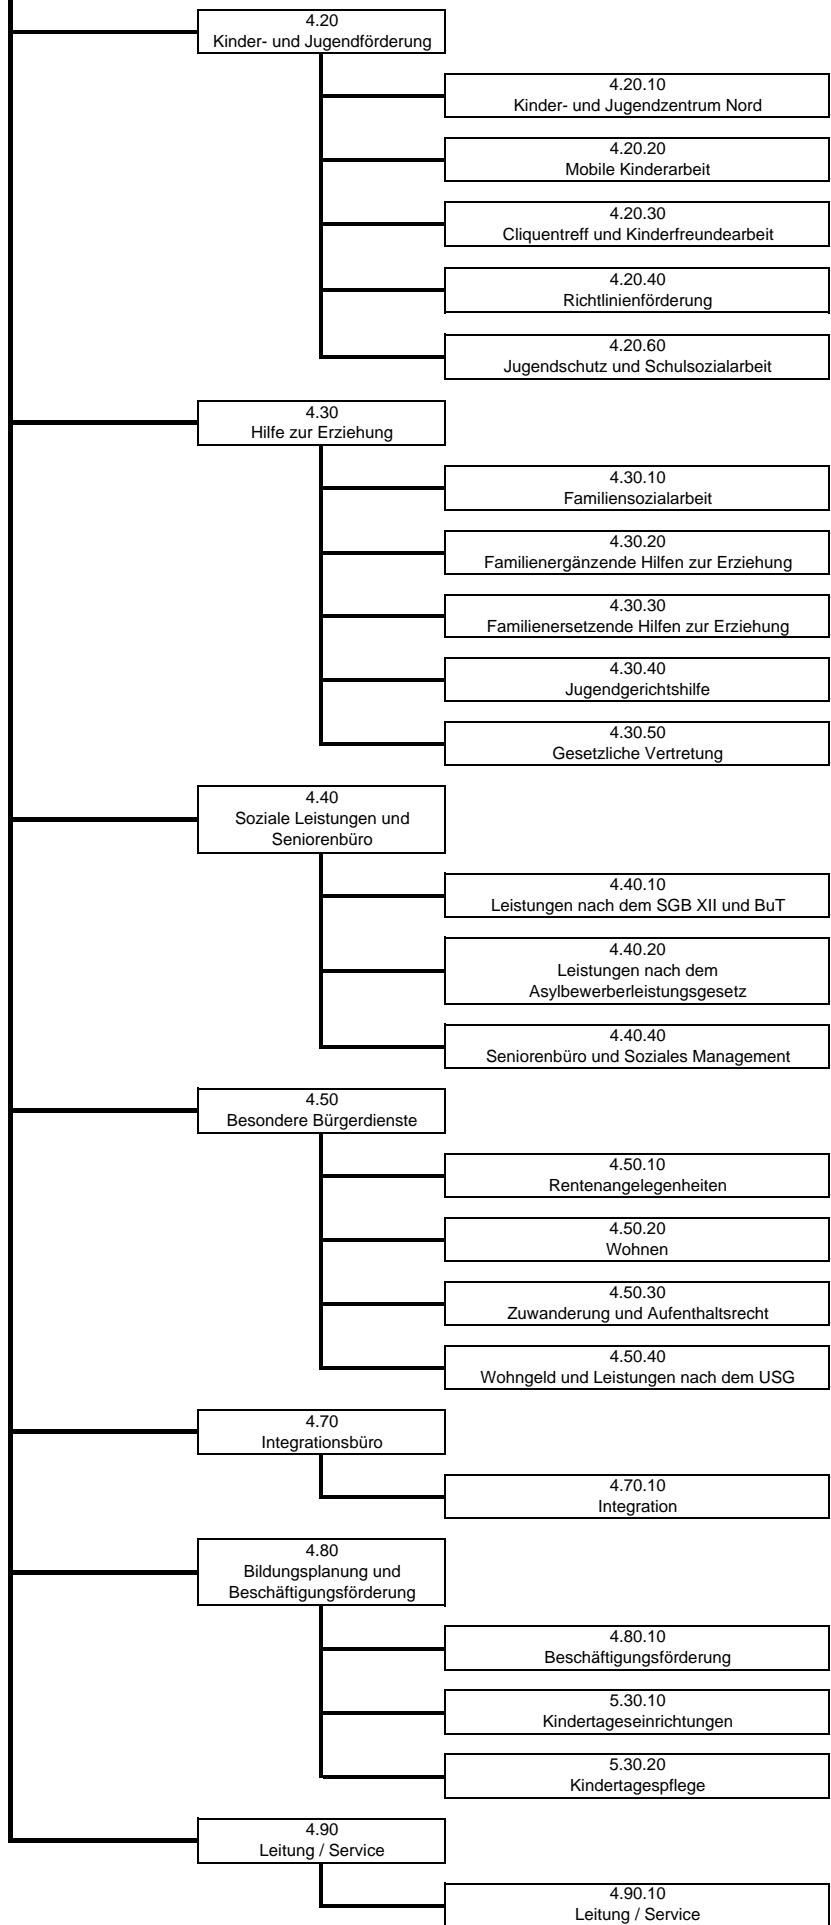 4.20
Kinder- und Jugendförderung
4.20.10
Kinder- und Jugendzentrum Nord
4.20.20
Mobile Kinderarbeit
4.20.30
Cliquentreff und Kinderfreundearbeit
4.20.40
Richtlinienförderung
4.20.60
Jugendschutz und Schulsozialarbeit
4.30
Hilfe zur Erziehung
4.30.10
Familiensozialarbeit
4.30.20
Familienergänzende Hilfen zur Erziehung
4.30.30
Familienersetzende Hilfen zur Erziehung
4.30.40
Jugendgerichtshilfe
4.30.50
Gesetzliche Vertretung
4.40
Soziale Leistungen und
Seniorenbüro
4.40.10
Leistungen nach dem SGB XII und BuT
4.40.20
Leistungen nach dem
Asylbewerberleistungsgesetz
4.40.40
Seniorenbüro und Soziales Management
4.50
Besondere Bürgerdienste
4.50.10
Rentenangelegenheiten
4.50.20
Wohnen
4.50.30
Zuwanderung und Aufenthaltsrecht
4.50.40
Wohngeld und Leistungen nach dem USG
4.70
Integrationsbüro
4.70.10
Integration
4.80
Bildungsplanung und
Beschäftigungsförderung
4.80.10
Beschäftigungsförderung
5.30.10
Kindertageseinrichtungen
5.30.20
Kindertagespflege
4.90
Leitung / Service
4.90.10
Leitung / Service